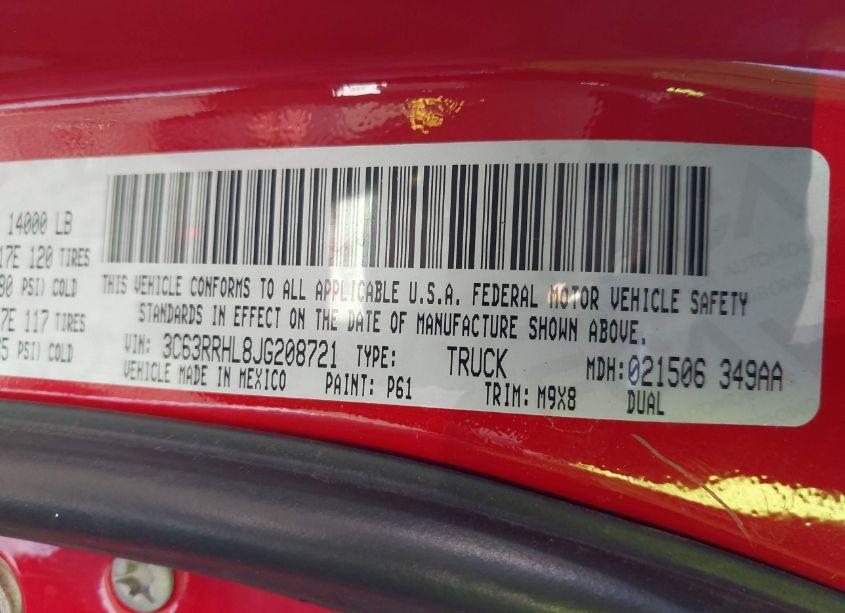 14000 LB
17E 120 TIRES
80 PSI) COLD
7E 117 TIRES
5 PSI) COLD
THIS VEHICLE CONFORMS TO ALL APPLICABLE U.S.A. FEDERAL MOTOR VEHICLE SAFETY
STANDARDS IN EFFECT ON THE DATE OF MANUFACTURE SHOWN ABOVE.
VIN: 3C63RRHL8JG208721 TYPE: TRUCK MDH:021506 349AA
VEHICLE MADE IN MEXICO PAINT: P61 TRIM: M9X8 DUAL